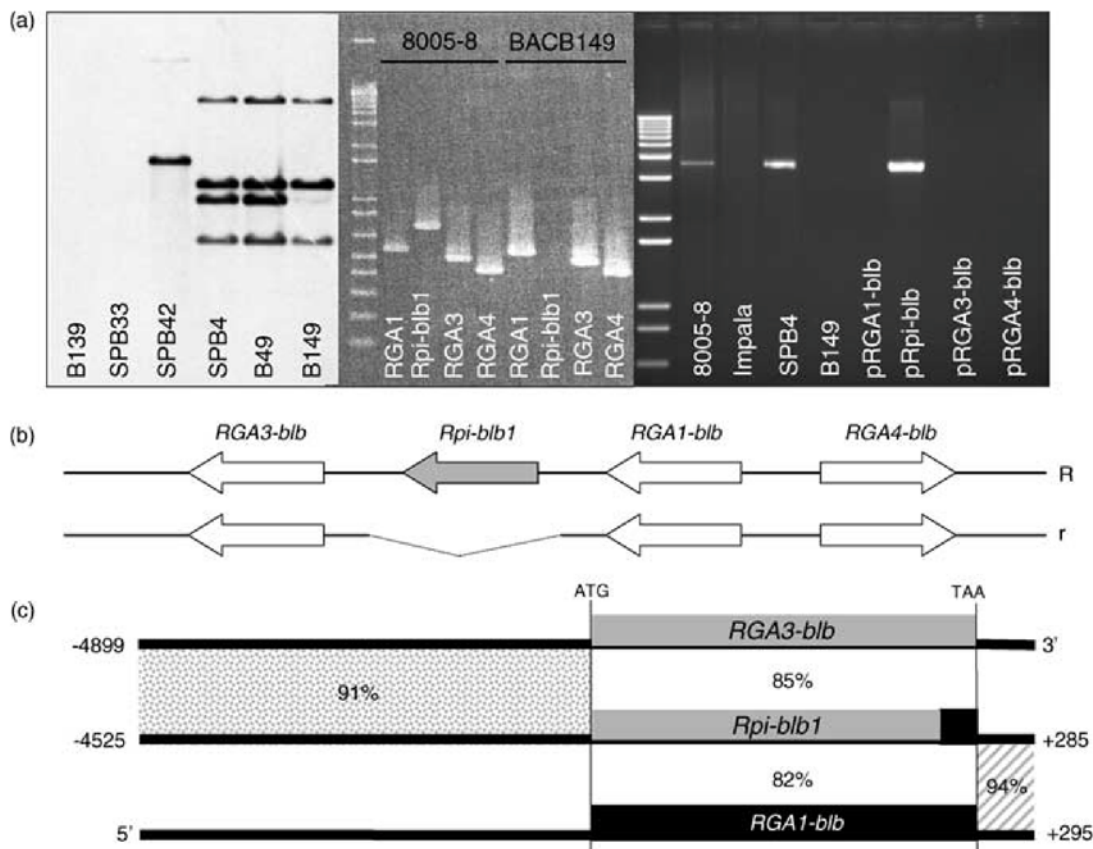 (a)
8005-8 BACB149
B139
SPB33
SPB42
SPB4
B49
B149
RGA1
Rpi-blb1
RGA3
RGA4
RGA1
Rpi-blb1
RGA3
RGA4
8005-8
Impala
SPB4
B149
pRGA1-blb
pRpi-blb
pRGA3-blb
pRGA4-blb
(b)
RGA3-blb Rpi-blb1 RGA1-blb RGA4-blb
R
r
(c)
ATG TAA
RGA3-blb
-4899 3’
91% 85%
Rpi-blb1
-4525 +285
82% 94%
RGA1-blb
5’ +295